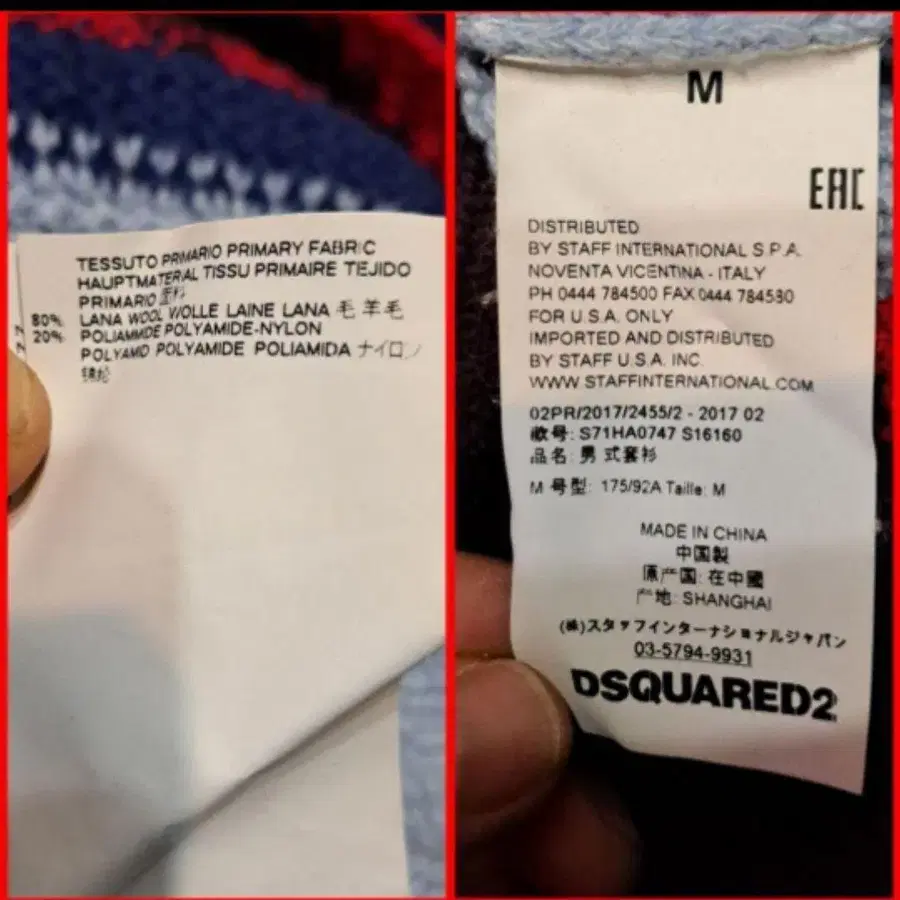 TESSUTO PRIMARIO PRIMARY FABRIC
HAUPTMATERAL TISSU PRIMAIRE TEJIDO
PRIMARIO 面料
80% LANA WOOL WOLLE LAINE LANA 毛 羊毛
20% POLIAMMIDE POLYAMIDE-NYLON
POLYAMID POLYAMIDE POLIAMIDA ナイロン
锦纶
M
EAC
DISTRIBUTED
BY STAFF INTERNATIONAL S.P.A.
NOVENTA VICENTINA - ITALY
PH 0444 784500 FAX 0444 784530
FOR U.S.A. ONLY
IMPORTED AND DISTRIBUTED
BY STAFF U.S.A. INC.
WWW.STAFFINTERNATIONAL.COM
02PR/2017/2455/2 - 2017 02
款号: S71HA0747 S16160
品名: 男 式套衫
M 号型: 175/92A Taille: M
MADE IN CHINA
中国製
原产国: 在中國
产地: SHANGHAI
(株)スタッフインターナショナルジャパン
03-5794-9931
DSQUARED2